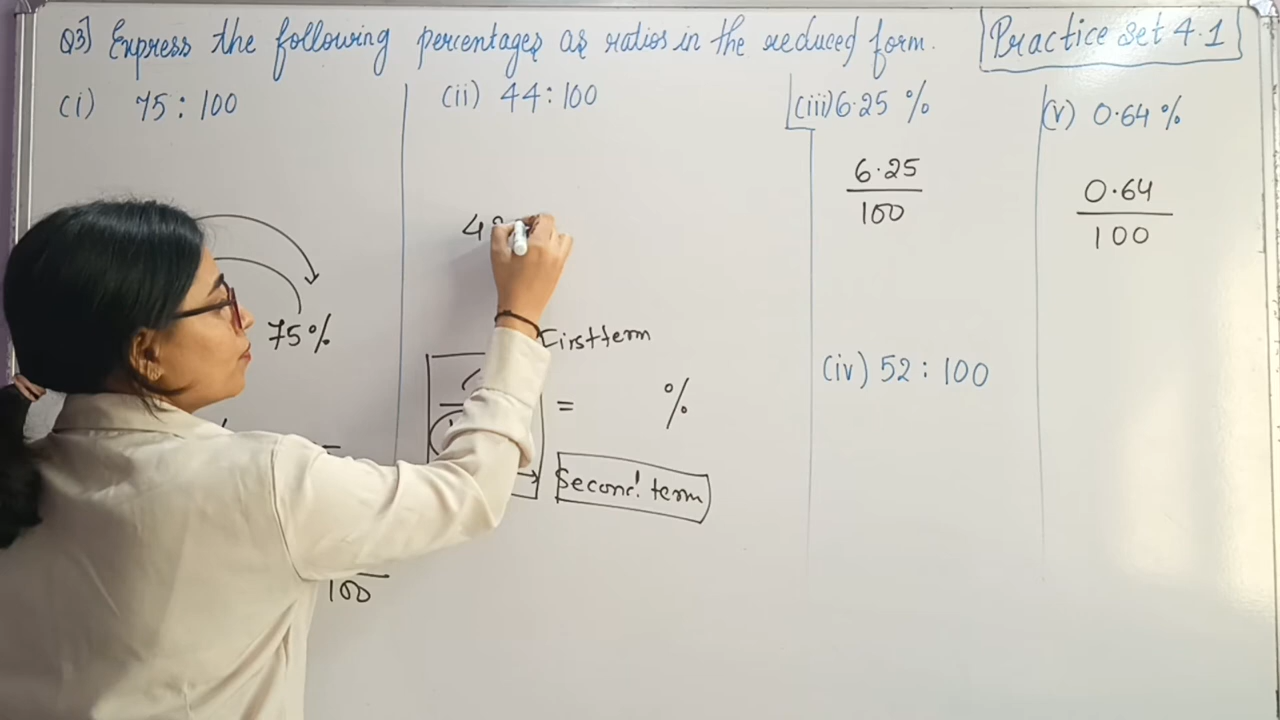 Q3] Express the following percentages as ratios in the reduced form.
Practice set 4.1
(i) 75 : 100
(ii) 44 : 100
(iii) 6.25 %
(v) 0.64 %
6.25
100
0.64
100
75%
First term
= %
Second term
(iv) 52 : 100
100